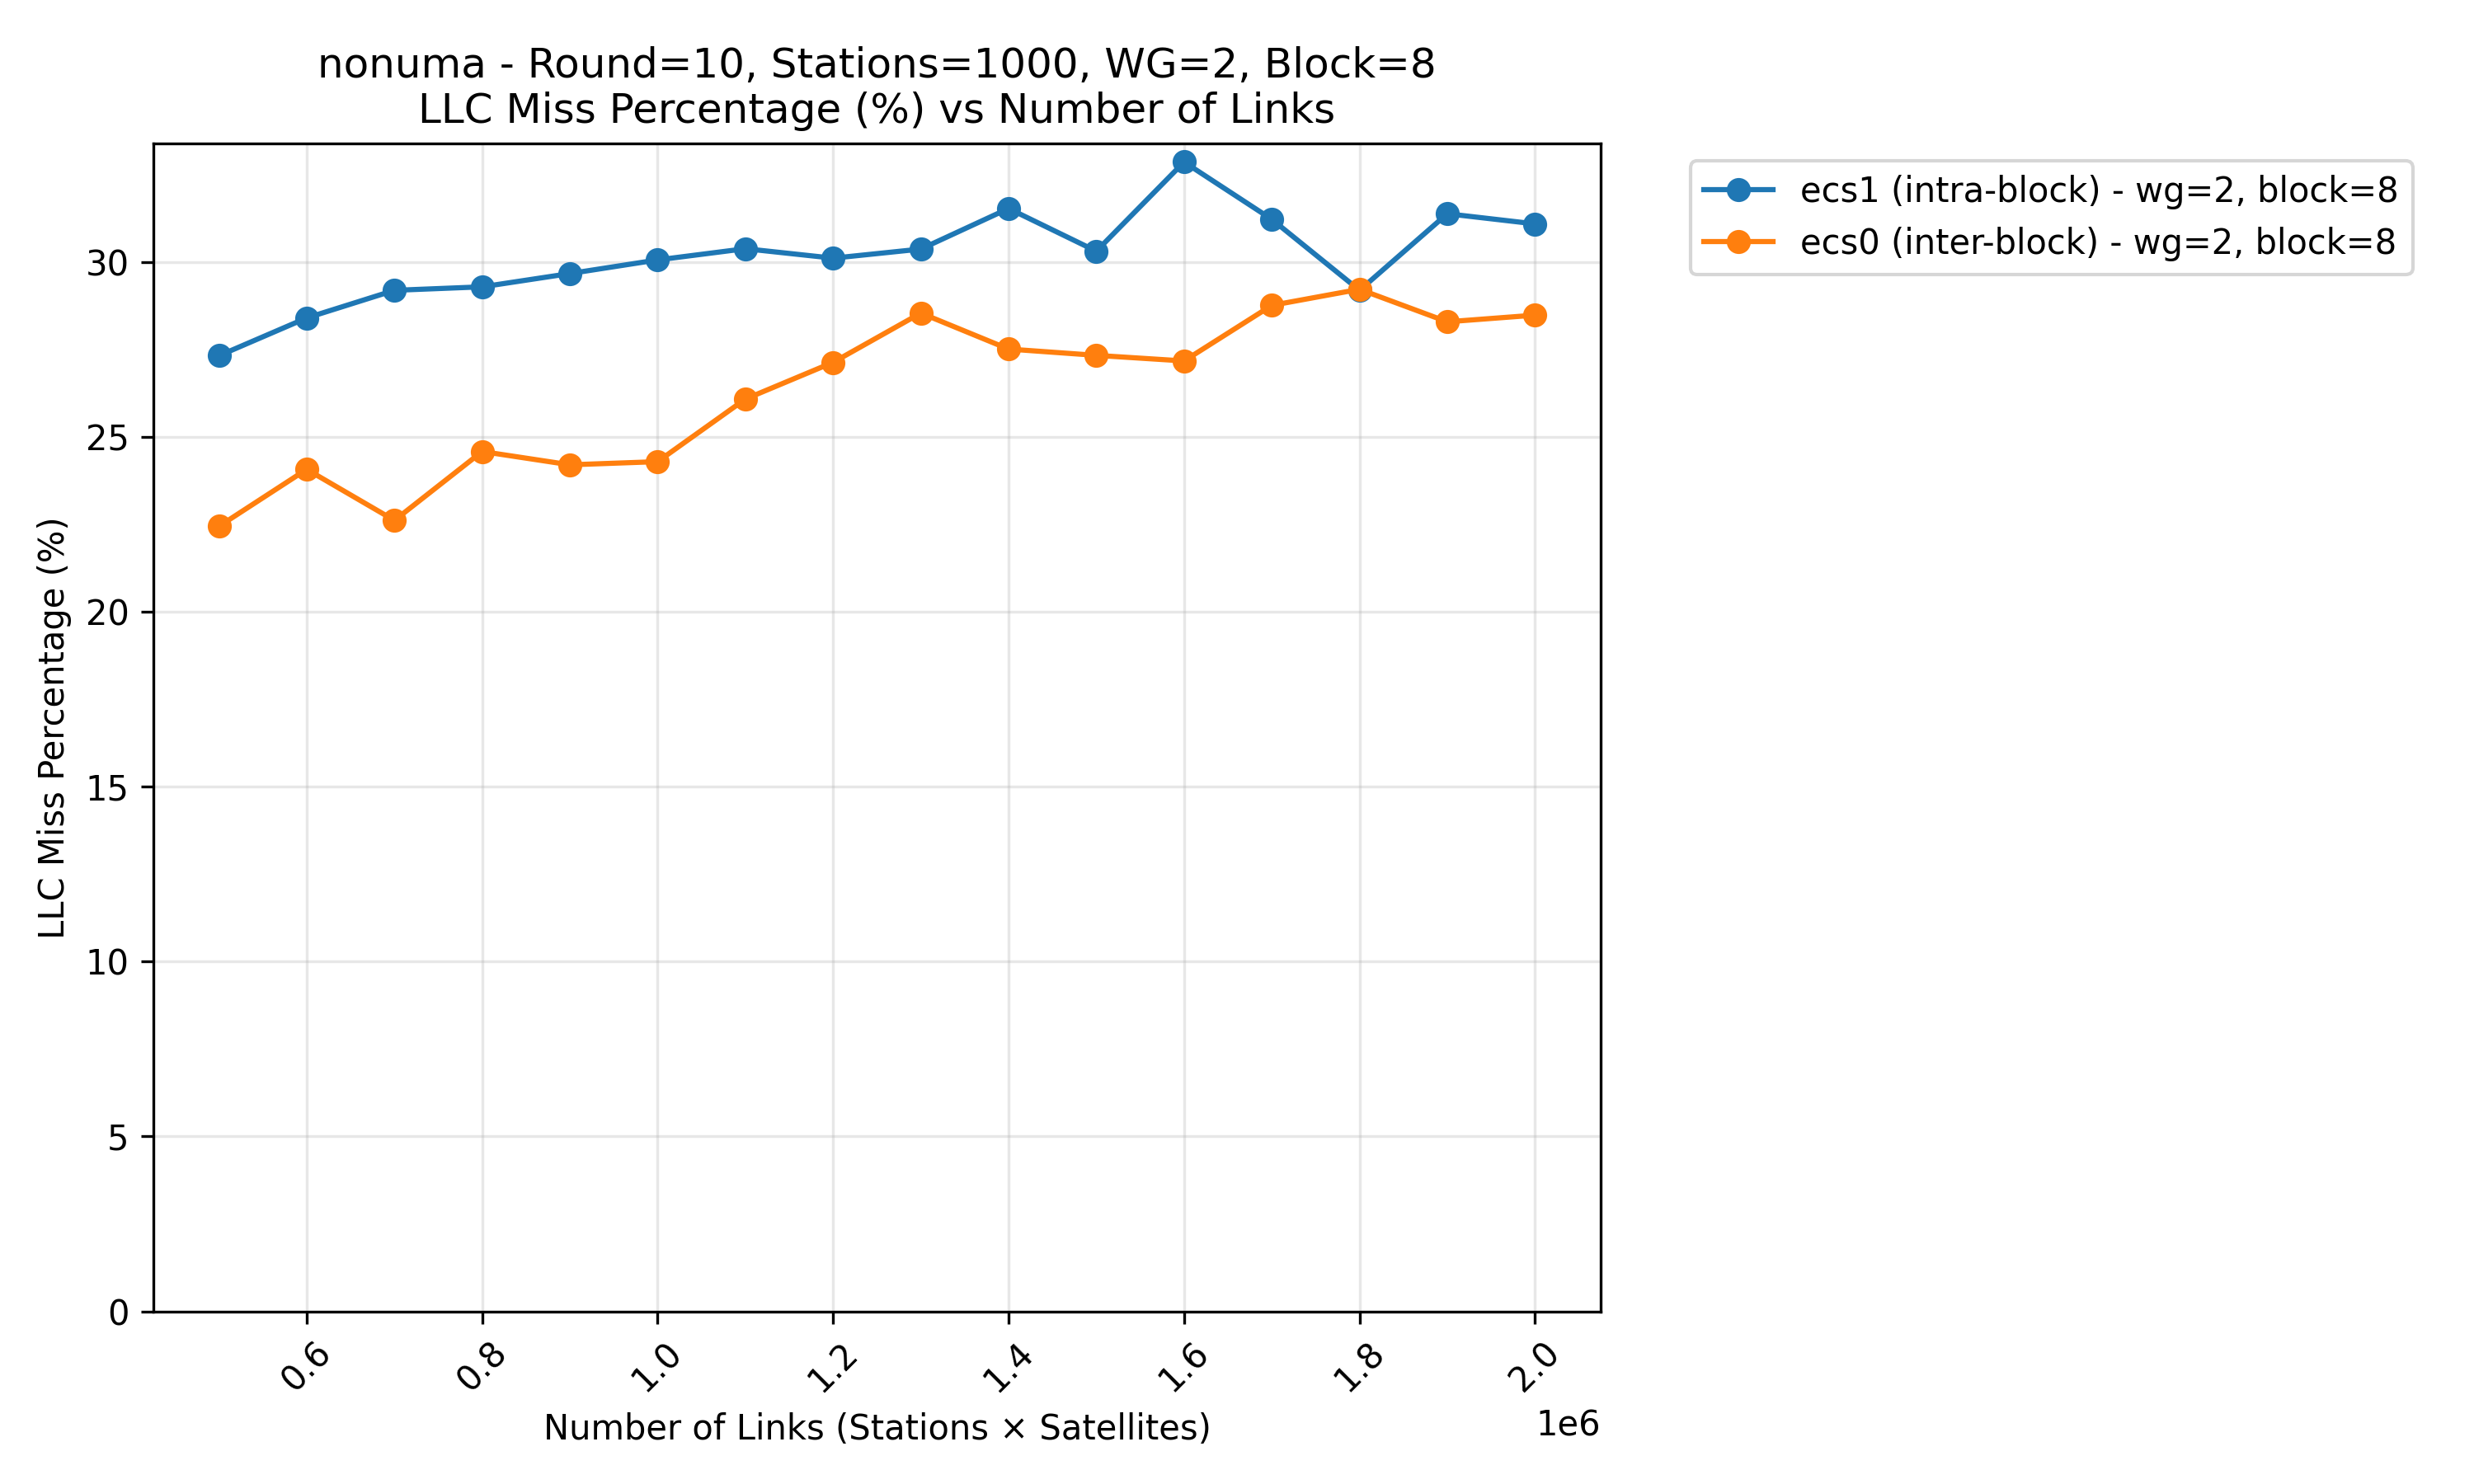 nonuma - Round=10, Stations=1000, WG=2, Block=8
LLC Miss Percentage (%) vs Number of Links
ecs1 (intra-block) - wg=2, block=8
ecs0 (inter-block) - wg=2, block=8
LLC Miss Percentage (%)
30
25
20
15
10
5
0
0.6
0.8
1.0
1.2
1.4
1.6
1.8
2.0
1e6
Number of Links (Stations × Satellites)